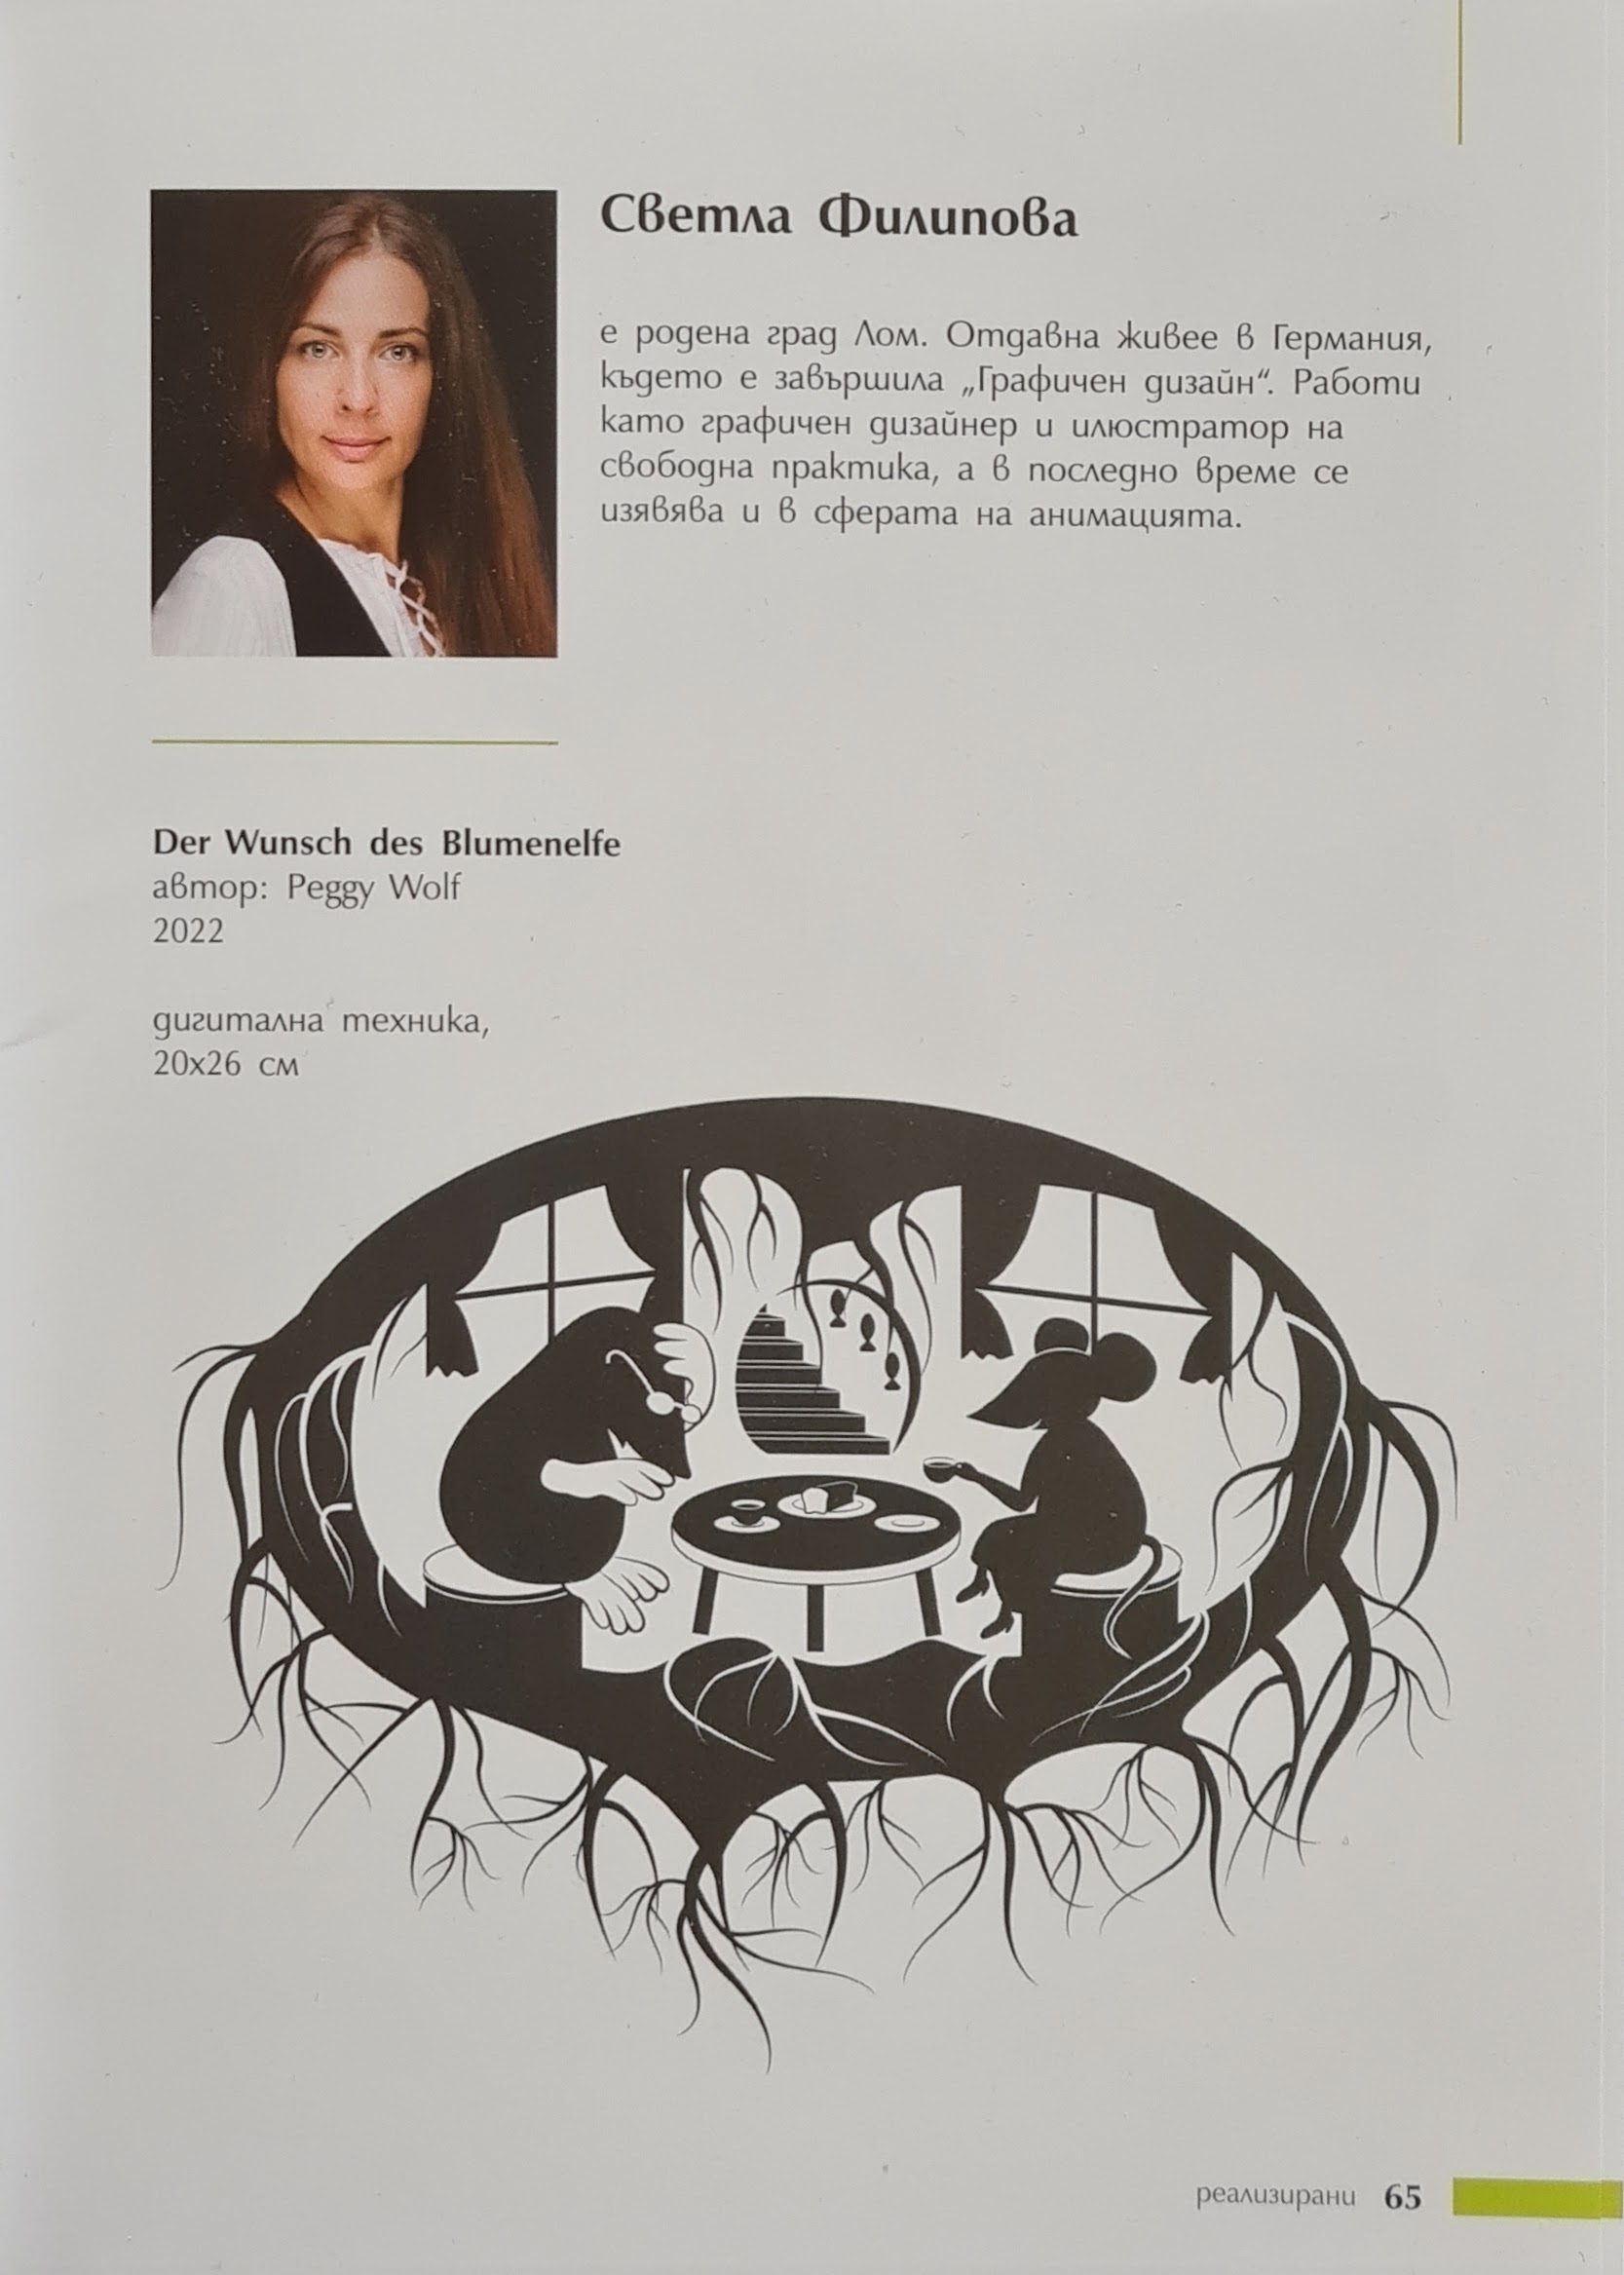 Светла Филипова
е родена град Лом. Отдавна живее в Германия,
където е завършила „Графичен дизайн“. Работи
като графичен дизайнер и илюстратор на
свободна практика, а в последно време се
изявява и в сферата на анимацията.
Der Wunsch des Blumenelfe
автор: Peggy Wolf
2022
дигитална техника,
20x26 см
реализирани 65